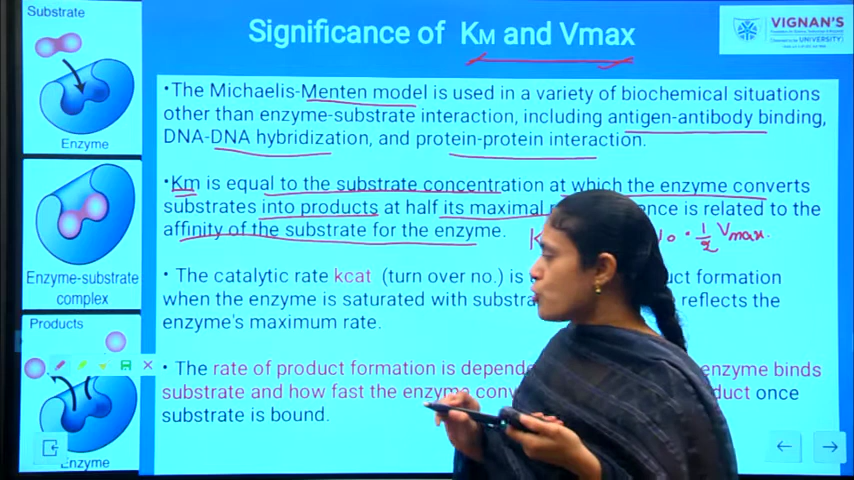 Substrate
Enzyme
Enzyme-substrate
complex
Products
Enzyme
Significance of KM and Vmax
VIGNAN'S
UNIVERSITY
•The Michaelis-Menten model is used in a variety of biochemical situations
other than enzyme-substrate interaction, including antigen-antibody binding,
DNA-DNA hybridization, and protein-protein interaction.
•Km is equal to the substrate concentration at which the enzyme converts
substrates into products at half its maximal ence is related to the
affinity of the substrate for the enzyme.
½ Vmax.
• The catalytic rate kcat (turn over no.) is uct formation
when the enzyme is saturated with substra reflects the
enzyme's maximum rate.
• The rate of product formation is depende enzyme binds
substrate and how fast the enzyme conv duct once
substrate is bound.